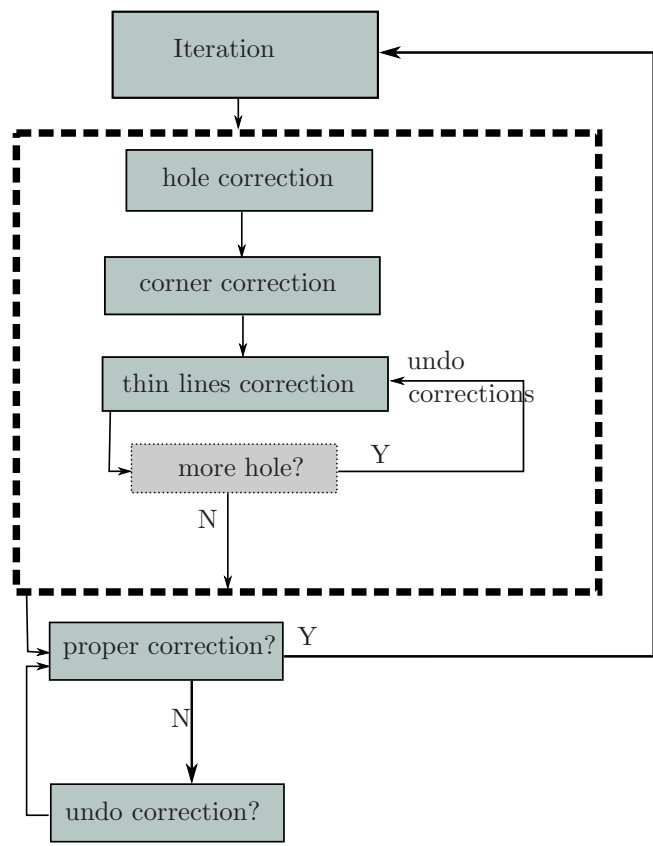 Iteration
hole correction
corner correction
undo
thin lines correction
corrections
more hole?
Y
N
proper correction?
Y
N
undo correction?